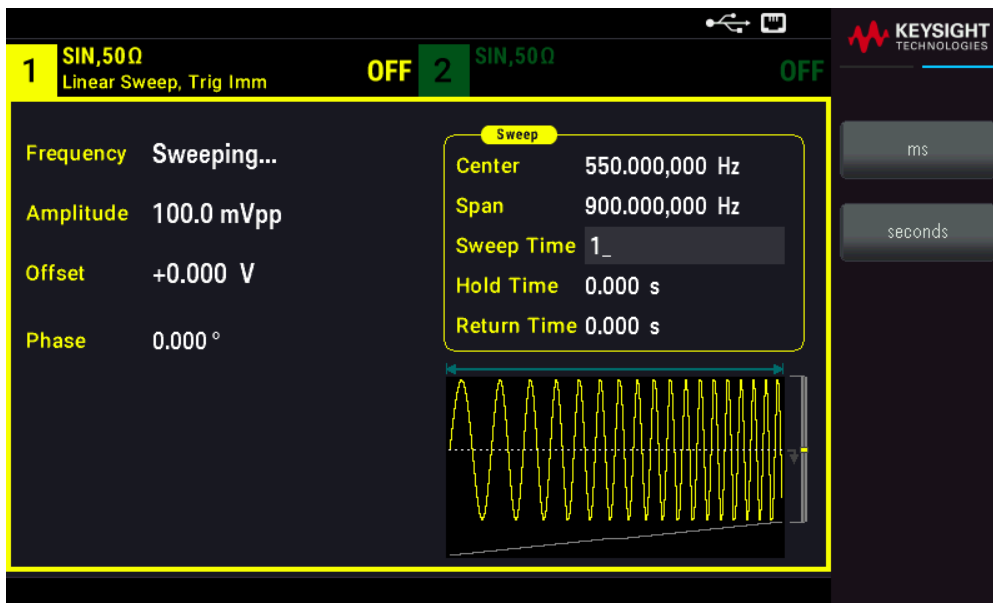 KEYSIGHT
TECHNOLOGIES
1 SIN,50Ω
Linear Sweep, Trig Imm OFF
2 SIN,50Ω OFF
Frequency Sweeping...
Amplitude 100.0 mVpp
Offset +0.000 V
Phase 0.000 °
Sweep
Center 550.000,000 Hz
Span 900.000,000 Hz
Sweep Time 1_
Hold Time 0.000 s
Return Time 0.000 s
ms
seconds